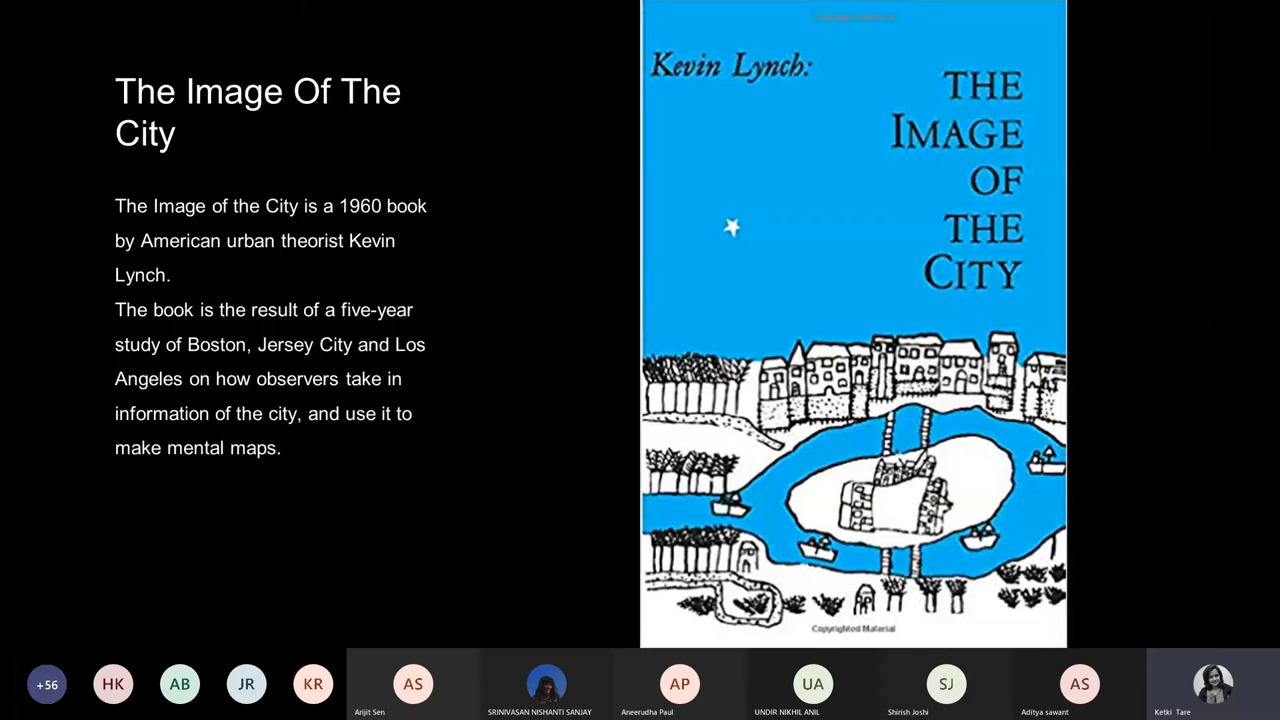 The Image Of The
City
The Image of the City is a 1960 book
by American urban theorist Kevin
Lynch.
The book is the result of a five-year
study of Boston, Jersey City and Los
Angeles on how observers take in
information of the city, and use it to
make mental maps.
Copyrighted Material
Kevin Lynch:
THE
IMAGE
OF
THE
CITY
Copyrighted Material
+56
HK
AB
JR
KR
AS
Arijit Sen
SRINIVASAN NISHANTI SANJAY
AP
Aneerudha Paul
UA
UNDIR NIKHIL ANIL
SJ
Shirish Joshi
AS
Aditya sawant
Ketki Tare